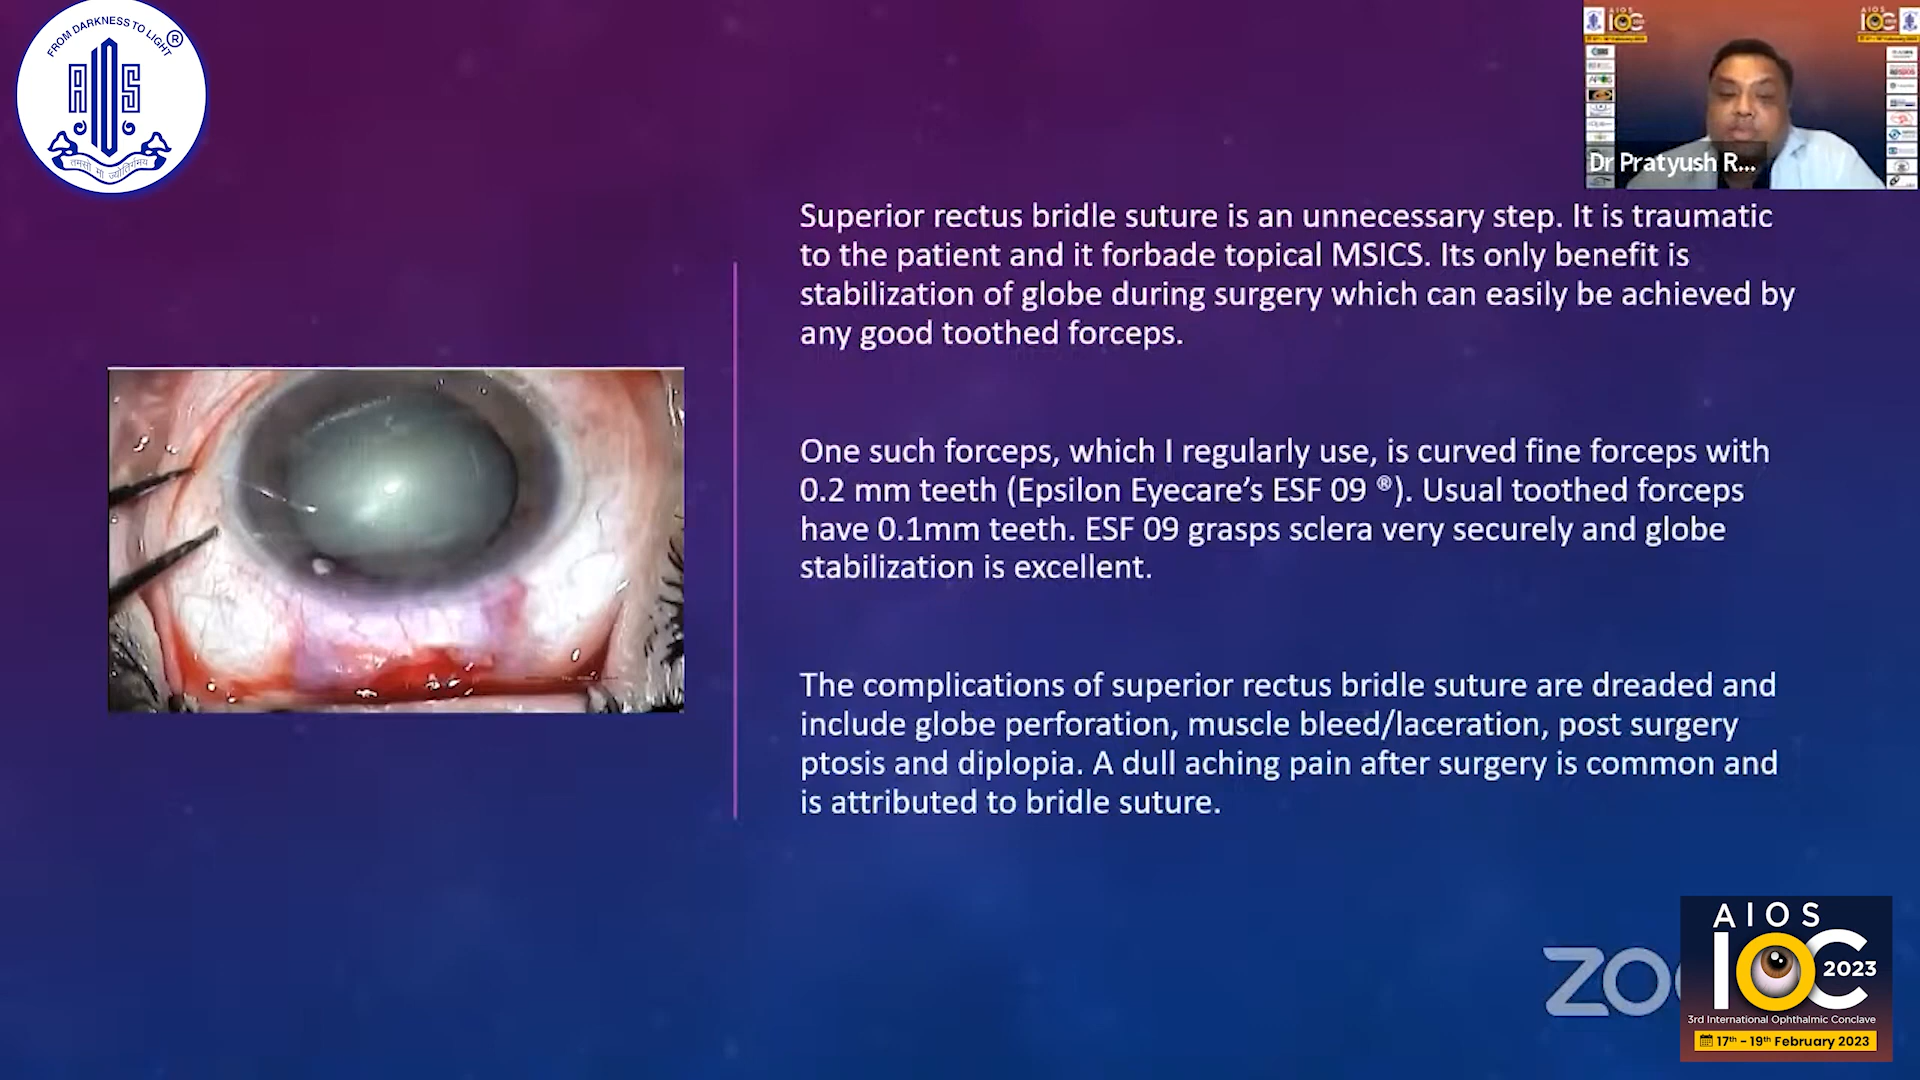 FROM DARKNESS TO LIGHT
®
AIOS
तमसो मा ज्योतिर्गमय
AIOS
IOC
AIOS
IOC
Dr Pratyush R...
Superior rectus bridle suture is an unnecessary step. It is traumatic
to the patient and it forbade topical MSICS. Its only benefit is
stabilization of globe during surgery which can easily be achieved by
any good toothed forceps.
One such forceps, which I regularly use, is curved fine forceps with
0.2 mm teeth (Epsilon Eyecare’s ESF 09 ®). Usual toothed forceps
have 0.1mm teeth. ESF 09 grasps sclera very securely and globe
stabilization is excellent.
The complications of superior rectus bridle suture are dreaded and
include globe perforation, muscle bleed/laceration, post surgery
ptosis and diplopia. A dull aching pain after surgery is common and
is attributed to bridle suture.
zo
AIOS
IOC 2023
3rd International Ophthalmic Conclave
17th - 19th February 2023